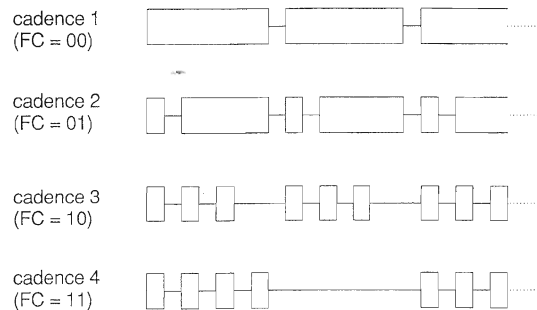 cadence 1
(FC = 00)
cadence 2
(FC = 01)
cadence 3
(FC = 10)
cadence 4
(FC = 11)